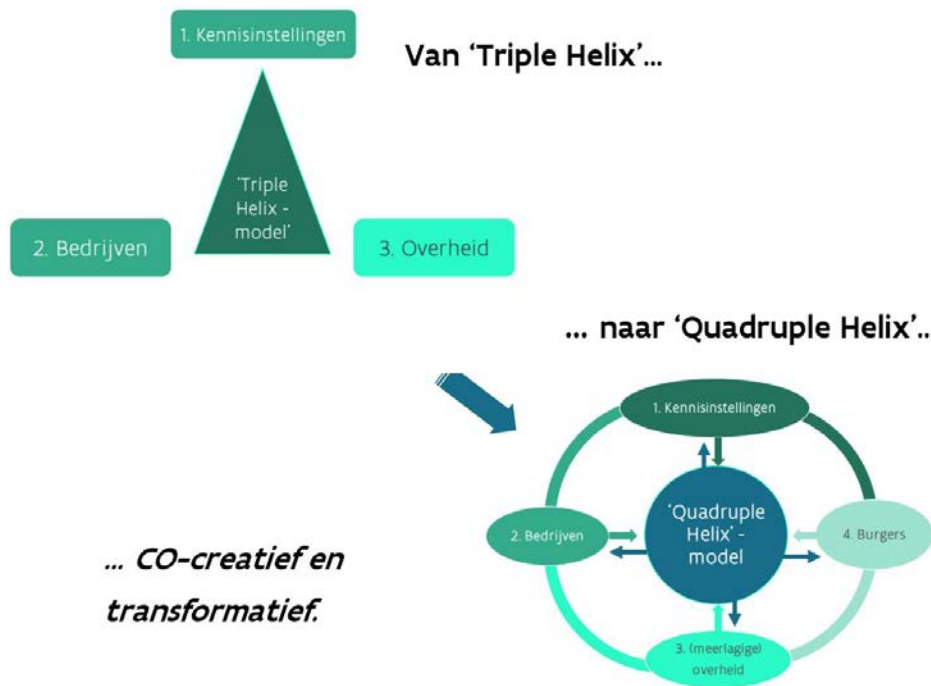 1. Kennisinstellingen
Van ‘Triple Helix’...
‘Triple
Helix -
model’
2. Bedrijven
3. Overheid
... naar ‘Quadruple Helix’...
1. Kennisinstellingen
‘Quadruple
Helix’ -
model
2. Bedrijven
4. Burgers
... CO-creatief en
transformatief.
3. (meerlagige)
overheid